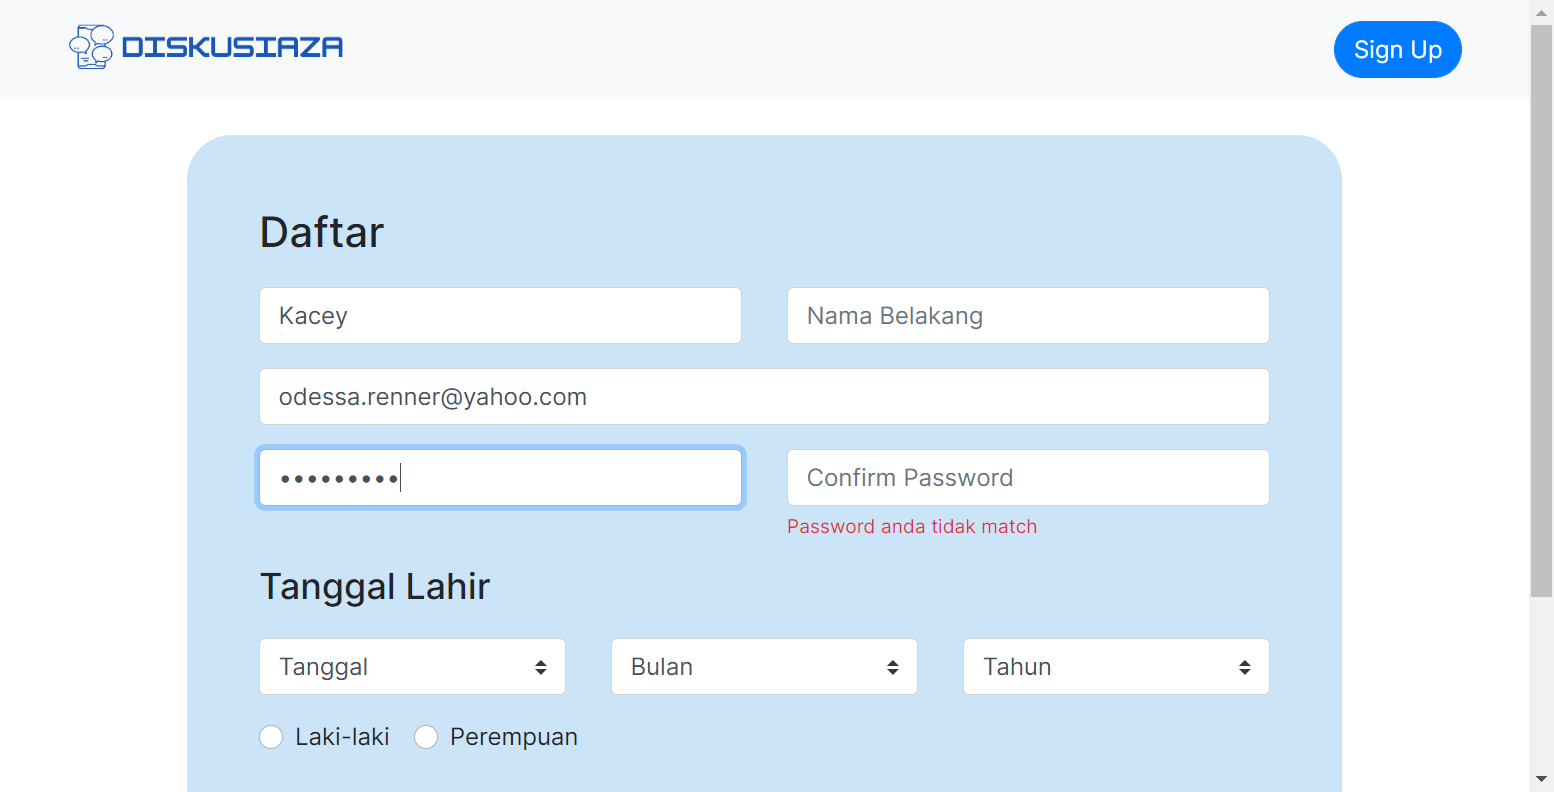 DISKUSIAZA
Sign Up
Daftar
Kacey
Nama Belakang
odessa.renner@yahoo.com
•••••••••
Confirm Password
Password anda tidak match
Tanggal Lahir
Tanggal
Bulan
Tahun
Laki-laki
Perempuan